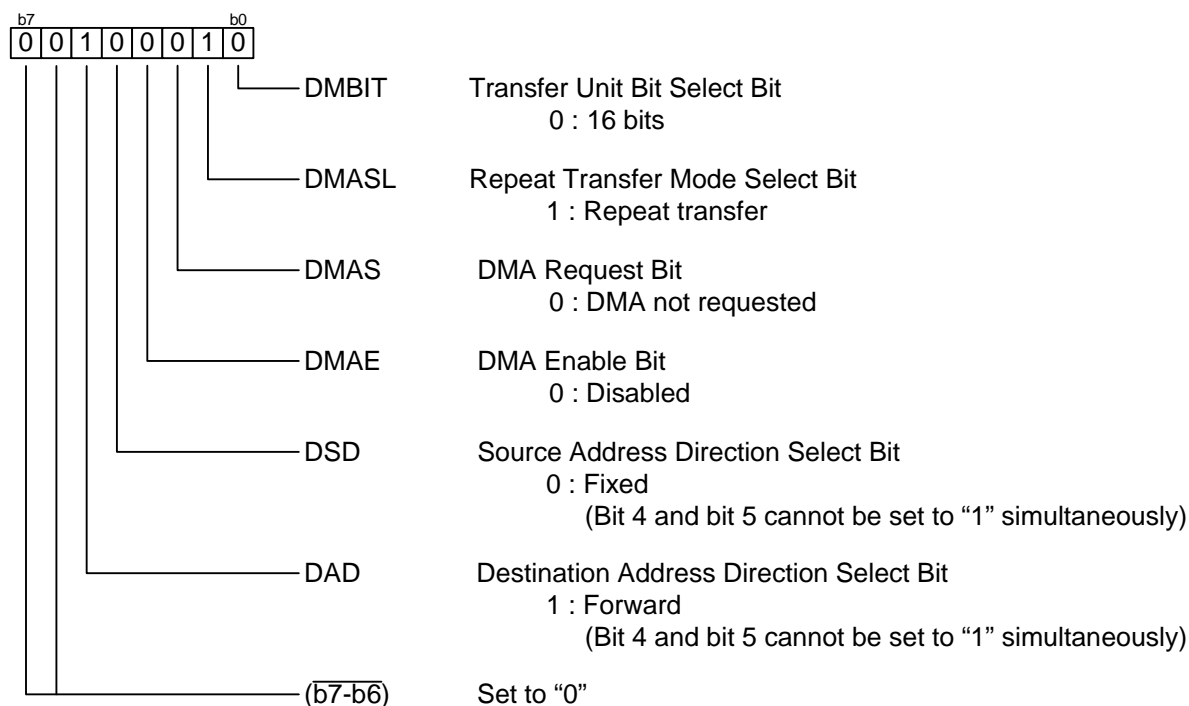 b7 b0
0 0 1 0 0 0 1 0
DMBIT Transfer Unit Bit Select Bit
0 : 16 bits
DMASL Repeat Transfer Mode Select Bit
1 : Repeat transfer
DMAS DMA Request Bit
0 : DMA not requested
DMAE DMA Enable Bit
0 : Disabled
DSD Source Address Direction Select Bit
0 : Fixed
(Bit 4 and bit 5 cannot be set to “1” simultaneously)
DAD Destination Address Direction Select Bit
1 : Forward
(Bit 4 and bit 5 cannot be set to “1” simultaneously)
(b7-b6) Set to “0”